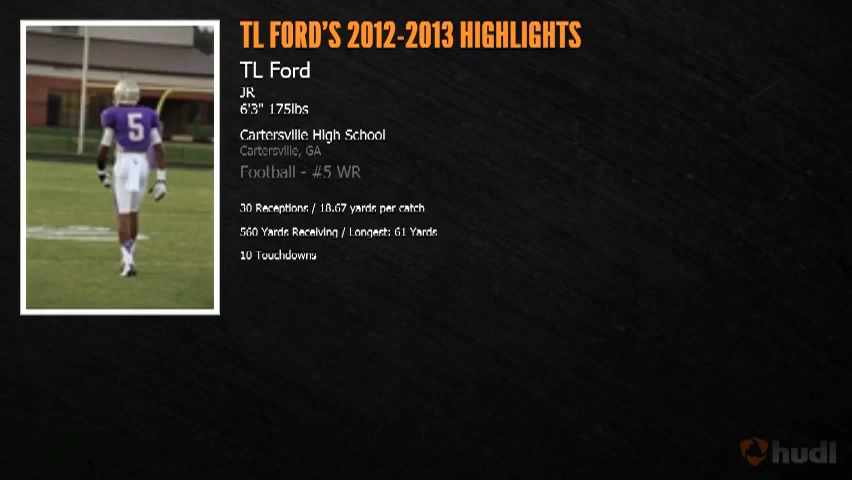 TL FORD'S 2012-2013 HIGHLIGHTS
TL Ford
JR
6'3" 175lbs
Cartersville High School
Cartersville, GA
Football - #5 WR
30 Receptions / 18.67 yards per catch
560 Yards Receiving / Longest: 61 Yards
10 Touchdowns
5
hudl